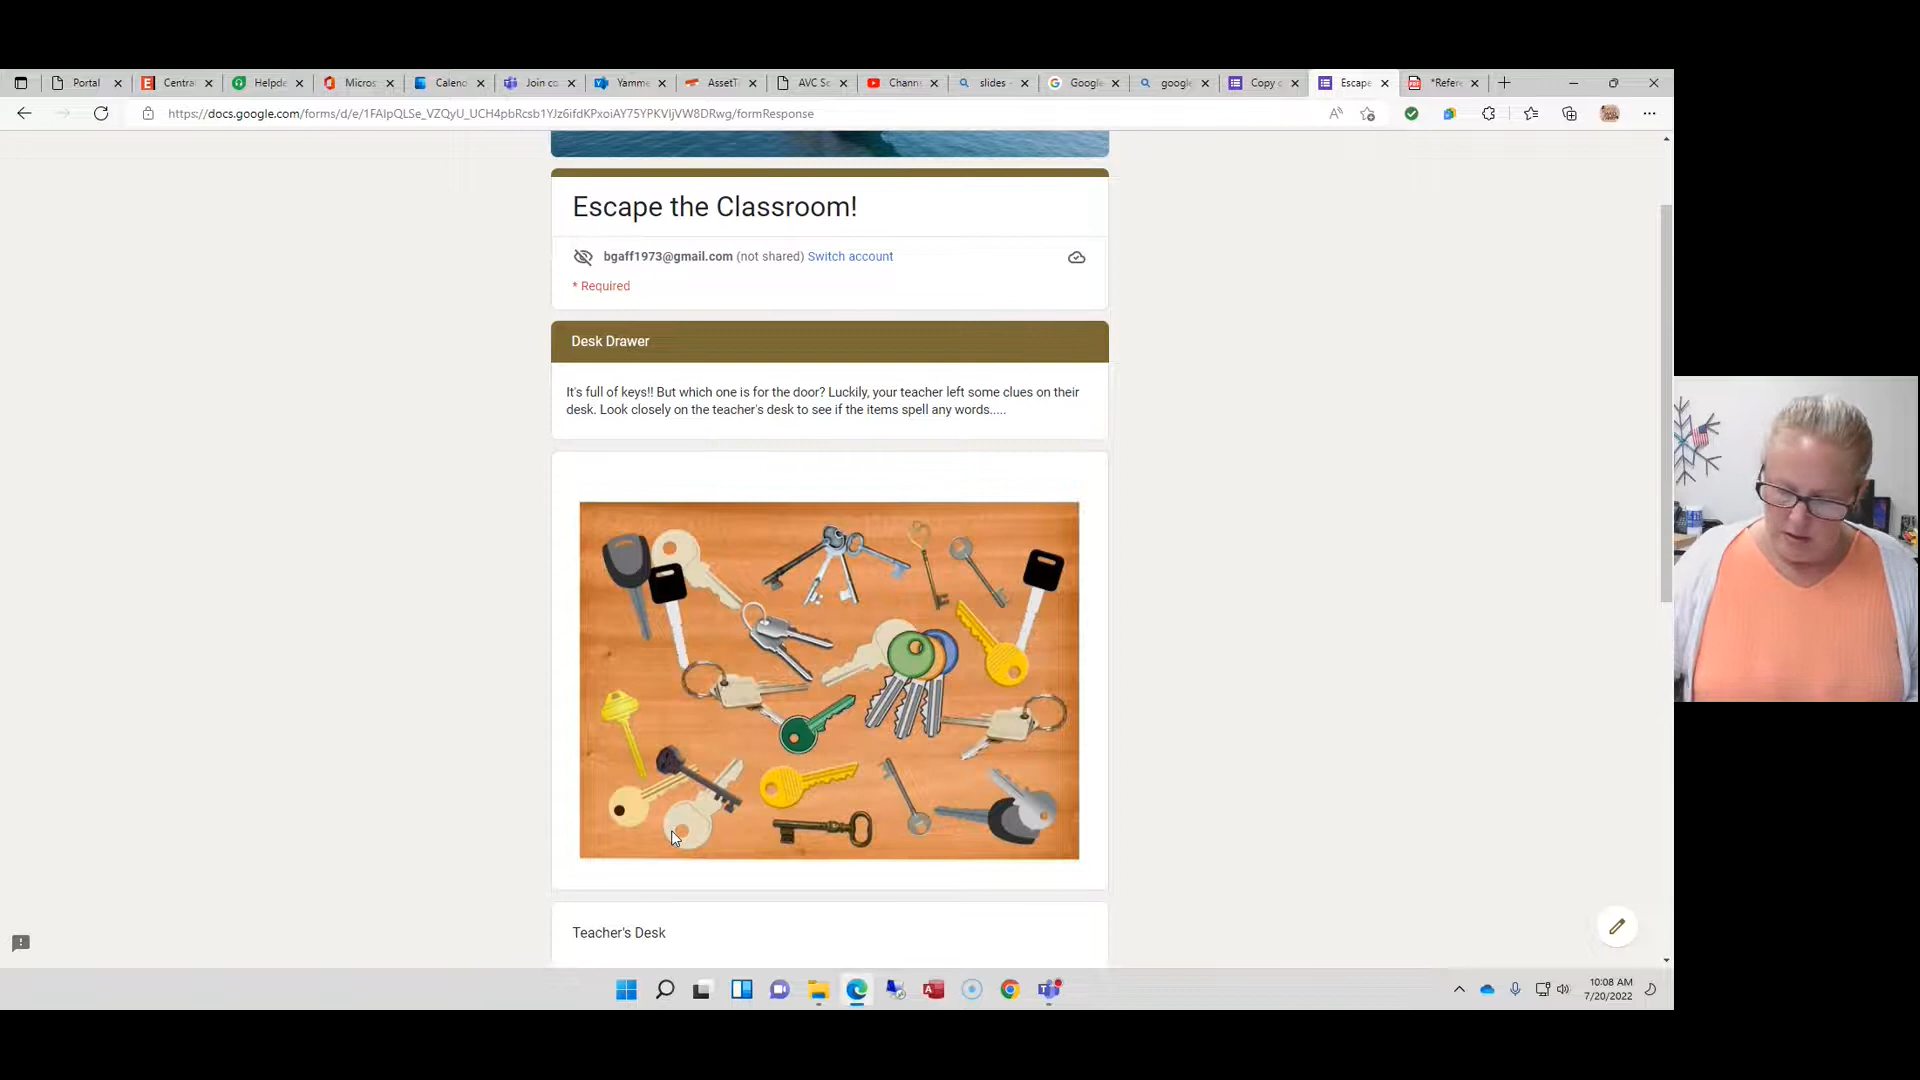 Portal
Centra
Helpde
Micros
Calend
Join co
Yamme
AssetT
AVC Sc
Chann
slides -
Google
google
Copy o
Escape
*Refere
https://docs.google.com/forms/d/e/1FAIpQLSe_VZQyU_UCH4pbRcsb1YJz6ifdKPxoiAY75YPKVIjVW8DRwg/formResponse
Escape the Classroom!
bgaff1973@gmail.com (not shared) Switch account
* Required
Desk Drawer
It's full of keys!! But which one is for the door? Luckily, your teacher left some clues on their
desk. Look closely on the teacher's desk to see if the items spell any words.....
Teacher's Desk
10:08 AM
7/20/2022